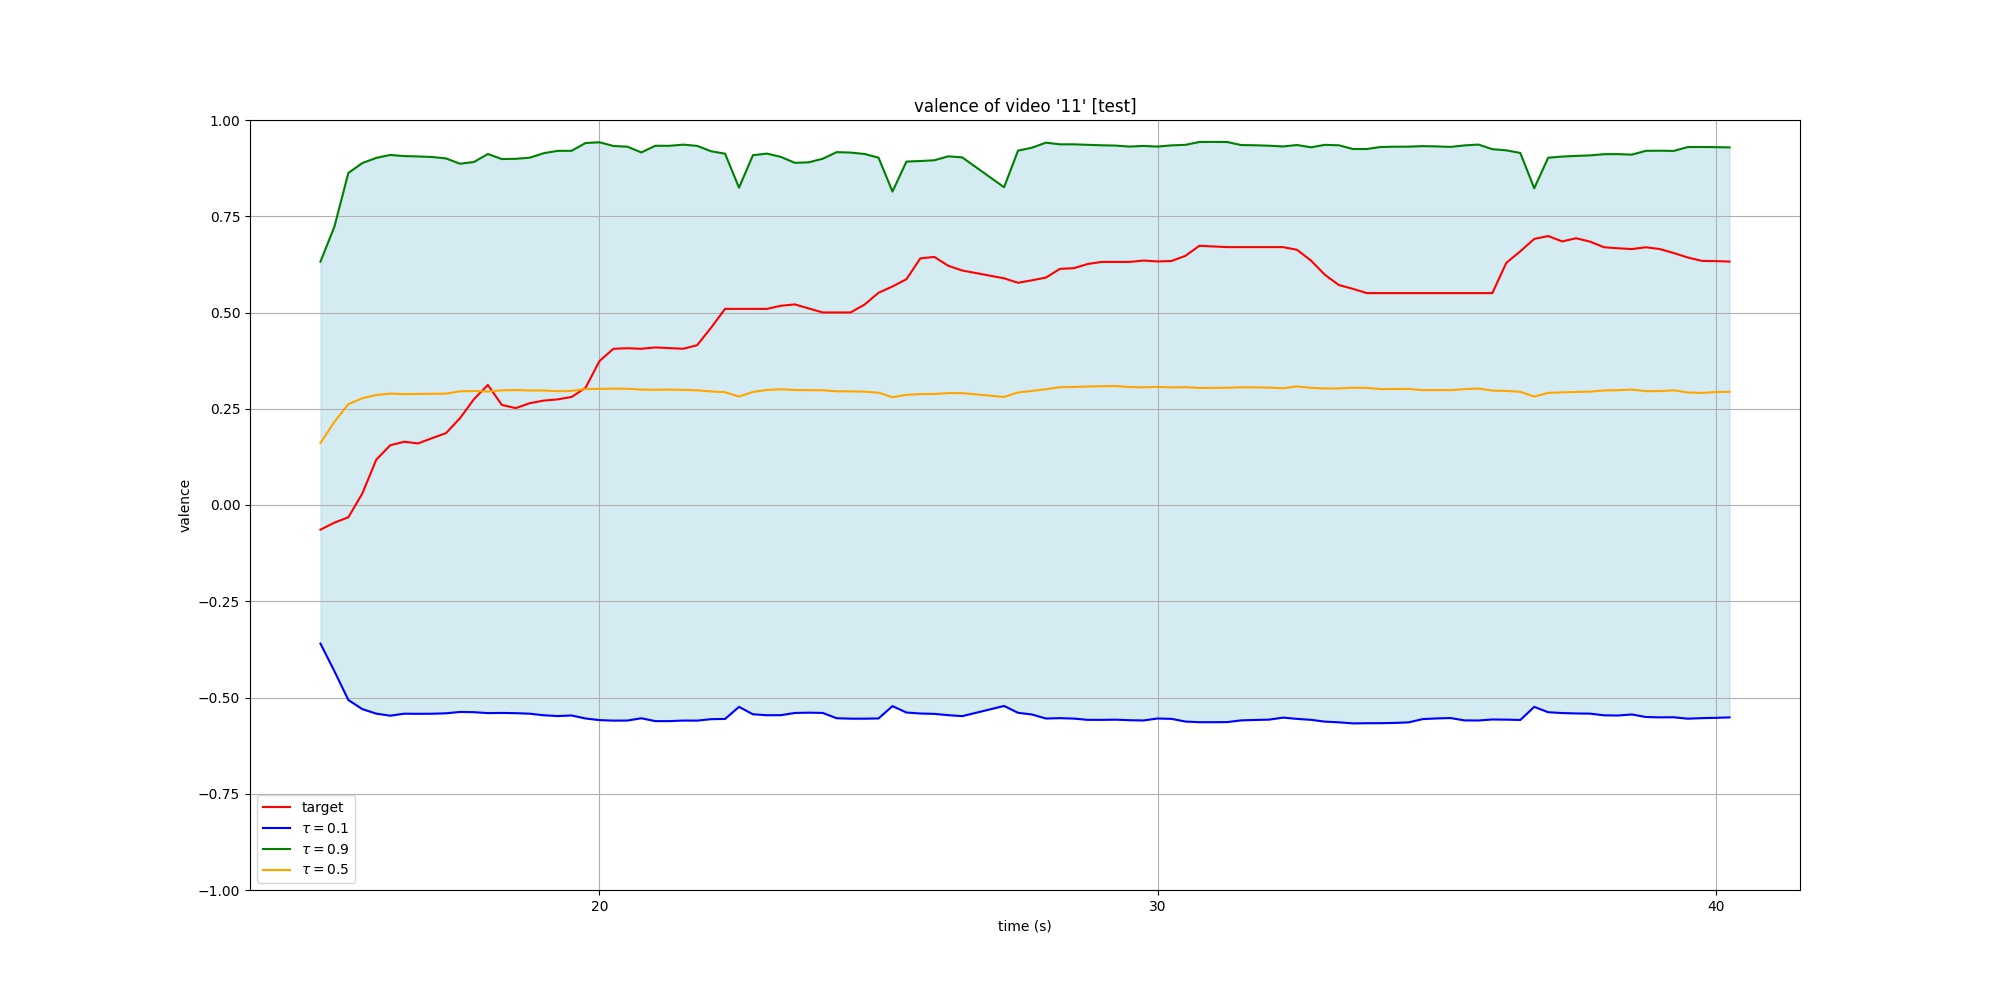 valence of video '11' [test]
1.00
0.75
0.50
0.25
0.00
−0.25
−0.50
−0.75
−1.00
valence
target
τ = 0.1
τ = 0.9
τ = 0.5
20
30
40
time (s)